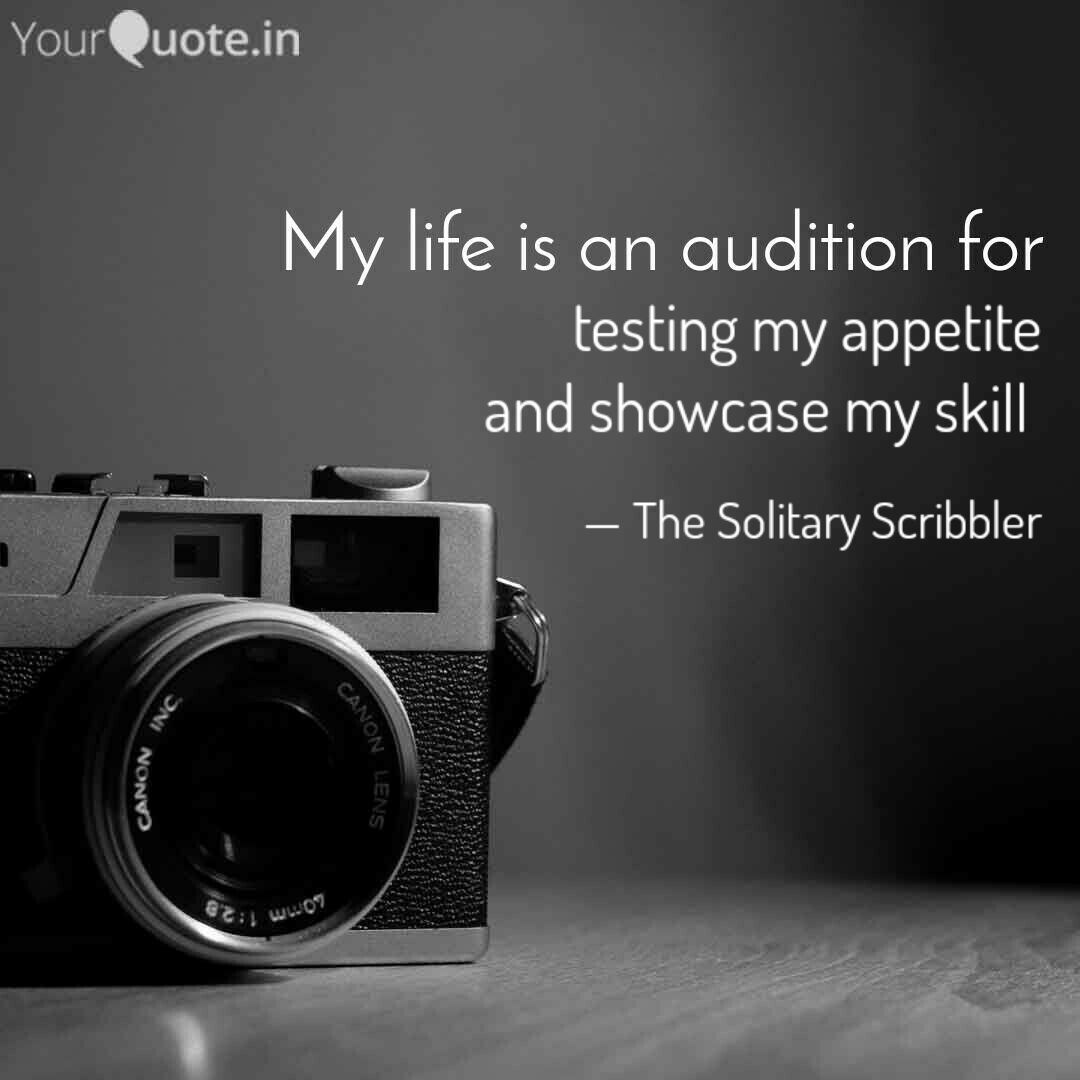 YourQuote.in
My life is an audition for
testing my appetite
and showcase my skill
— The Solitary Scribbler
CANON INC.
CANON LENS
40mm 1:2.8